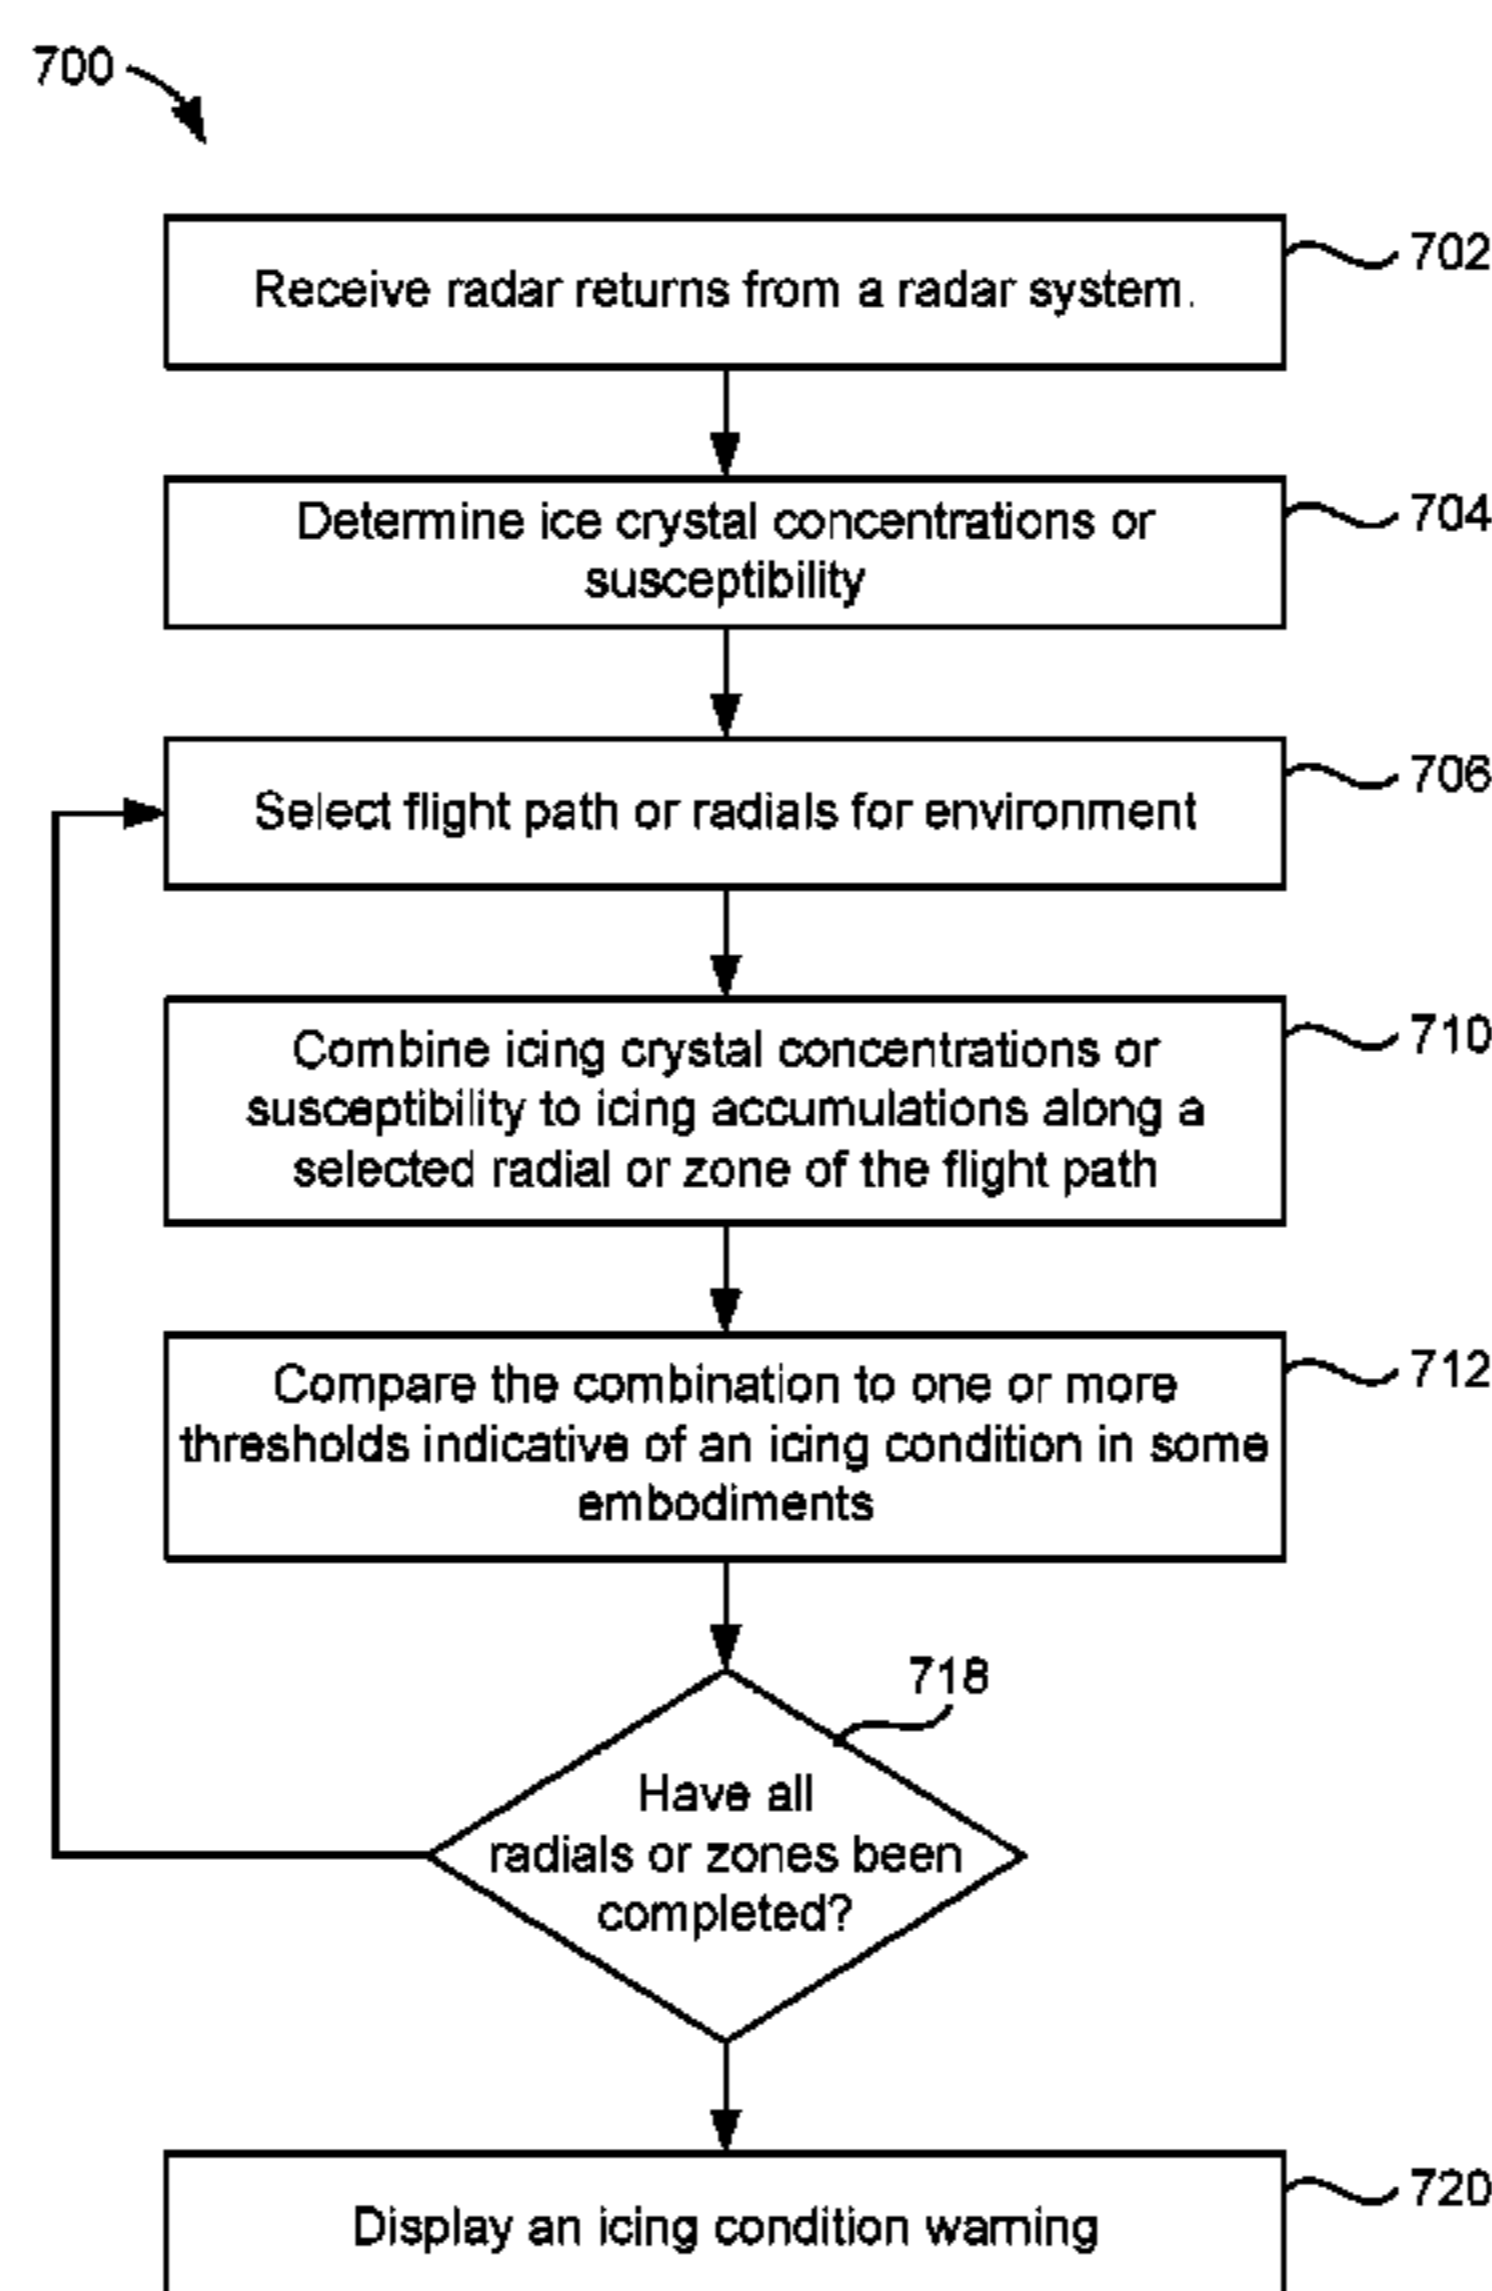 700
Receive radar returns from a radar system.
702
Determine ice crystal concentrations or
susceptibility
704
Select flight path or radials for environment
706
Combine icing crystal concentrations or
susceptibility to icing accumulations along a
selected radial or zone of the flight path
710
Compare the combination to one or more
thresholds indicative of an icing condition in some
embodiments
712
718
Have all
radials or zones been
completed?
Display an icing condition warning
720